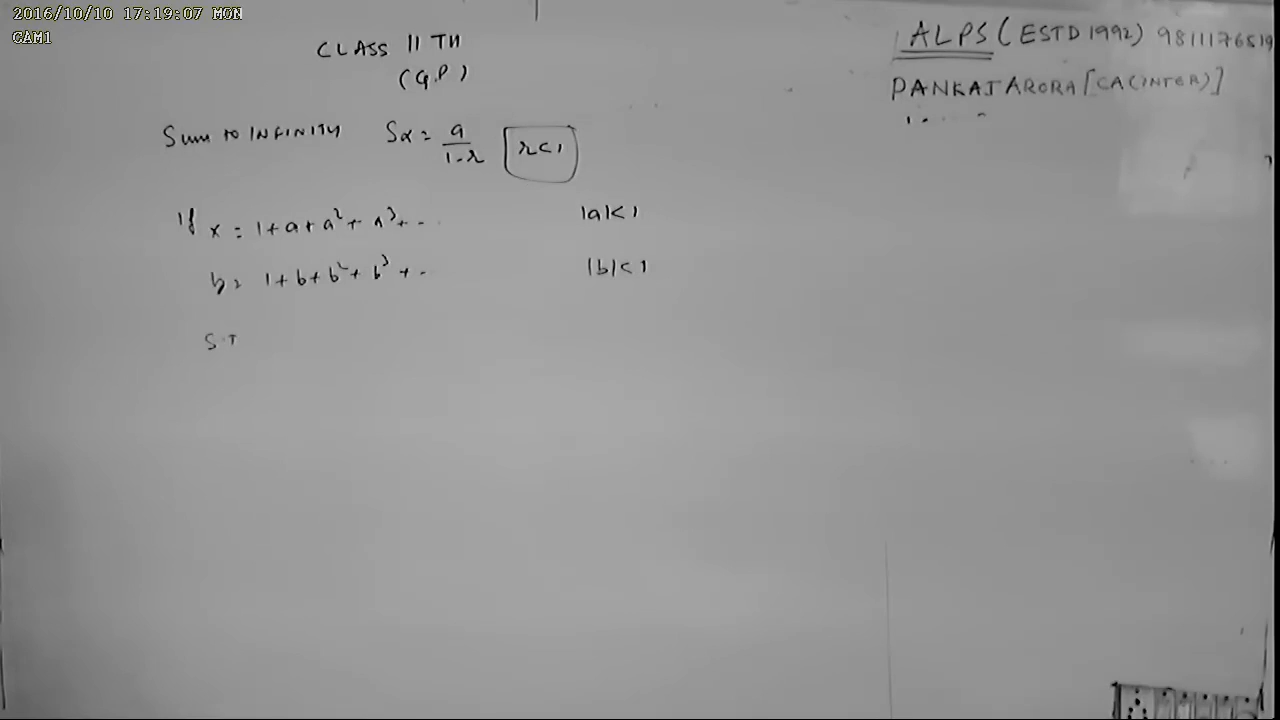 2016/10/10 17:19:07 MON
CAM1
CLASS 11 TH
(G.P)
ALPS (ESTD 1992) 9811176519
PANKAJ ARORA [CA(INTER)]
Sum to INFINITY S∝ = a/1-r r<1
If x = 1+a+a²+a³+.. |a|<1
y = 1+b+b²+b³+.. |b|<1
S.T